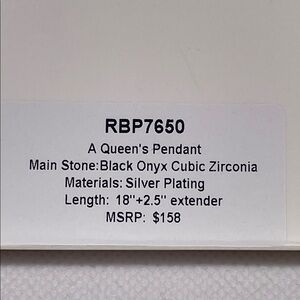 RBP7650
A Queen's Pendant
Main Stone:Black Onyx Cubic Zirconia
Materials: Silver Plating
Length: 18"+2.5" extender
MSRP: $158